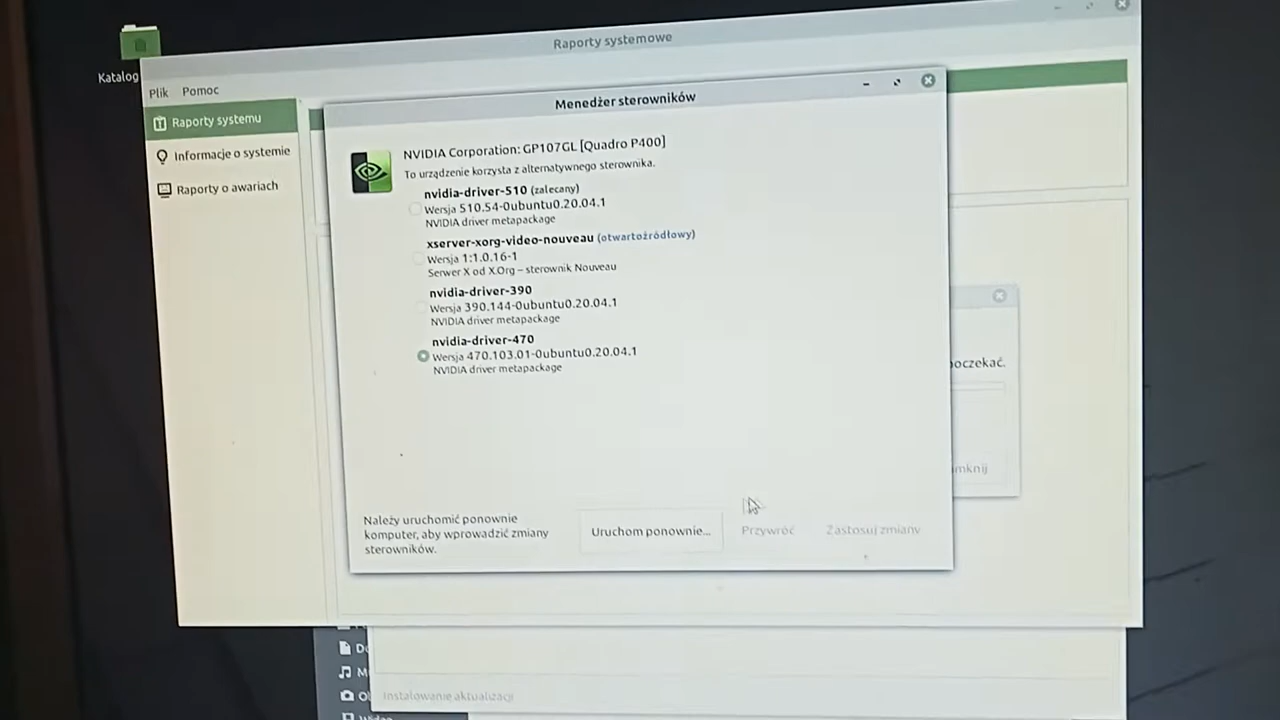 Raporty systemowe
Katalog
Plik Pomoc
Raporty systemu
Informacje o systemie
Raporty o awariach
Menedżer sterowników
NVIDIA Corporation: GP107GL [Quadro P400]
To urządzenie korzysta z alternatywnego sterownika.
nvidia-driver-510 (zalecany)
Wersja 510.54-0ubuntu0.20.04.1
NVIDIA driver metapackage
xserver-xorg-video-nouveau (otwartoźródłowy)
Wersja 1:1.0.16-1
Serwer X od X.Org – sterownik Nouveau
nvidia-driver-390
Wersja 390.144-0ubuntu0.20.04.1
NVIDIA driver metapackage
nvidia-driver-470
Wersja 470.103.01-0ubuntu0.20.04.1
NVIDIA driver metapackage
oczekać.
mknij
Należy uruchomić ponownie
komputer, aby wprowadzić zmiany
sterowników.
Uruchom ponownie...
Przywróć
Zastosuj zmiany
Instalowanie aktualizacji